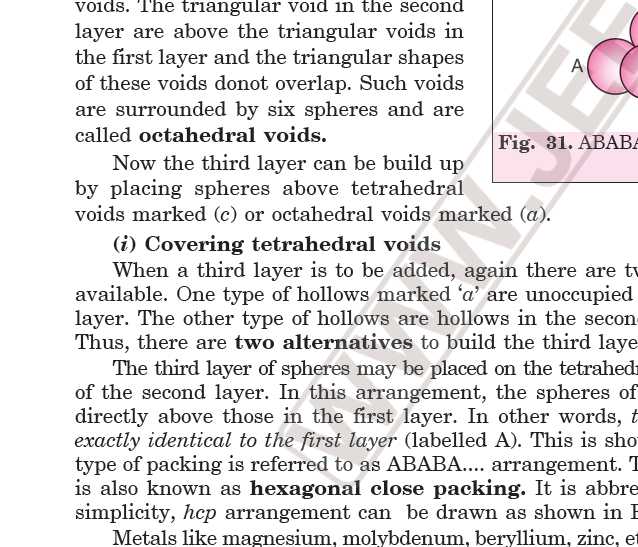 voids. The triangular void in the second
layer are above the triangular voids in
the first layer and the triangular shapes
of these voids donot overlap. Such voids
are surrounded by six spheres and are
called octahedral voids.
A
Fig. 31. ABABA
Now the third layer can be build up
by placing spheres above tetrahedral
voids marked (c) or octahedral voids marked (a).
(i) Covering tetrahedral voids
When a third layer is to be added, again there are
available. One type of hollows marked ‘a’ are unoccupied
layer. The other type of hollows are hollows in the
Thus, there are two alternatives to build the third
The third layer of spheres may be placed on the
of the second layer. In this arrangement, the spheres of
directly above those in the first layer. In other words,
exactly identical to the first layer (labelled A). This is
type of packing is referred to as ABABA.... arrangement.
is also known as hexagonal close packing. It is
simplicity, hcp arrangement can be drawn as shown in
Metals like magnesium, molybdenum, beryllium, zinc,
WWW.JEE